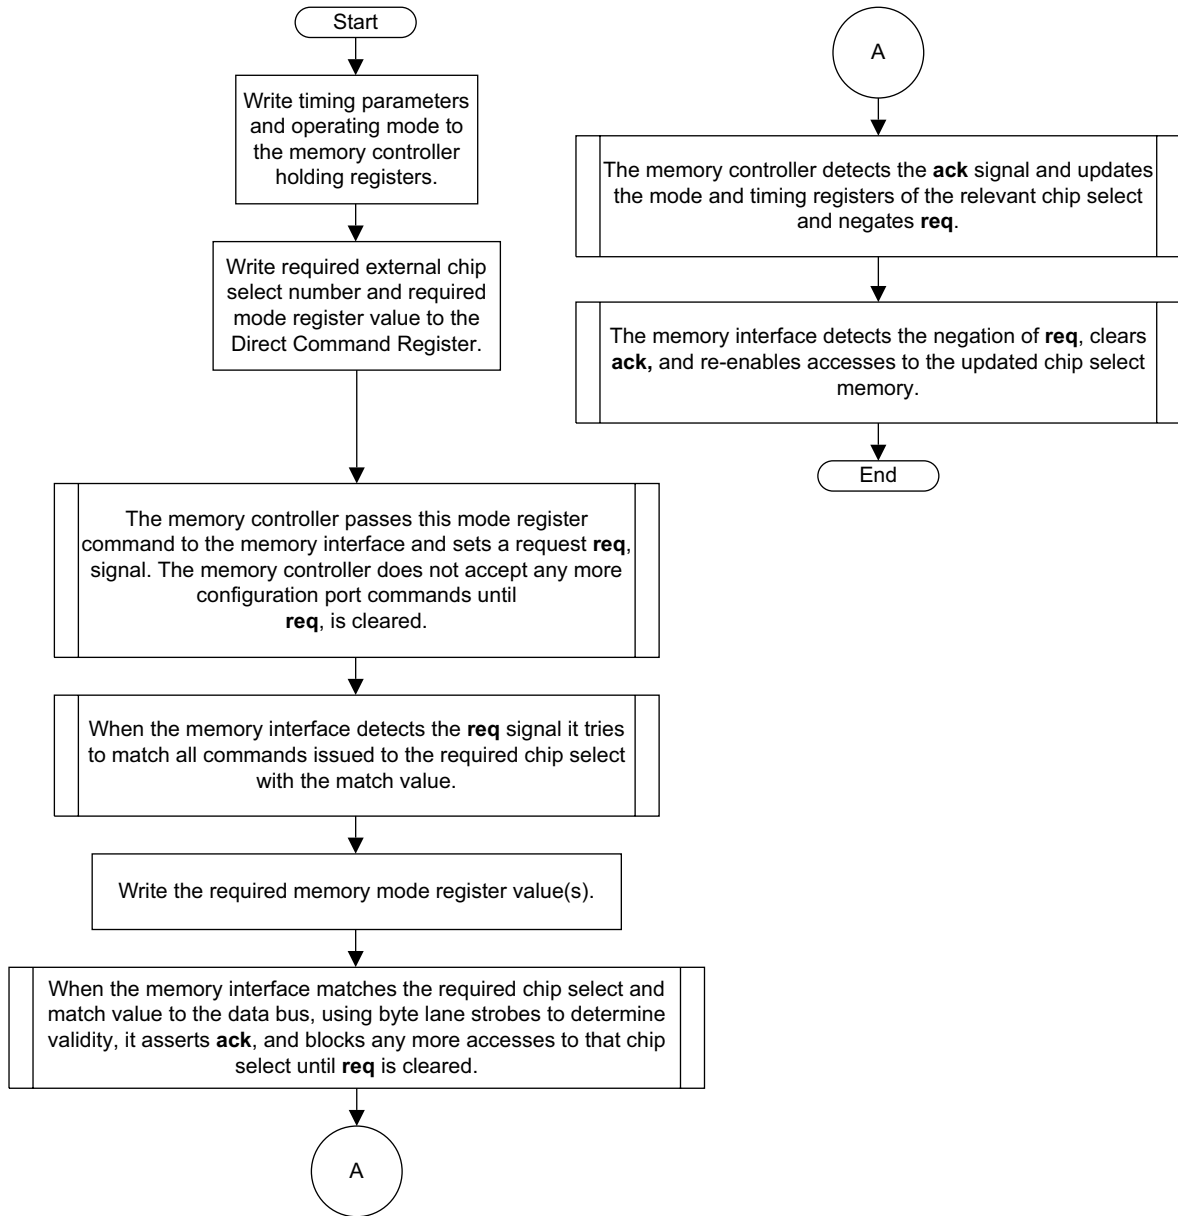 Start
Write timing parameters
and operating mode to
the memory controller
holding registers.
Write required external chip
select number and required
mode register value to the
Direct Command Register.
The memory controller passes this mode register
command to the memory interface and sets a request req,
signal. The memory controller does not accept any more
configuration port commands until
req, is cleared.
When the memory interface detects the req signal it tries
to match all commands issued to the required chip select
with the match value.
Write the required memory mode register value(s).
When the memory interface matches the required chip select and
match value to the data bus, using byte lane strobes to determine
validity, it asserts ack, and blocks any more accesses to that chip
select until req is cleared.
A
A
The memory controller detects the ack signal and updates
the mode and timing registers of the relevant chip select
and negates req.
The memory interface detects the negation of req, clears
ack, and re-enables accesses to the updated chip select
memory.
End